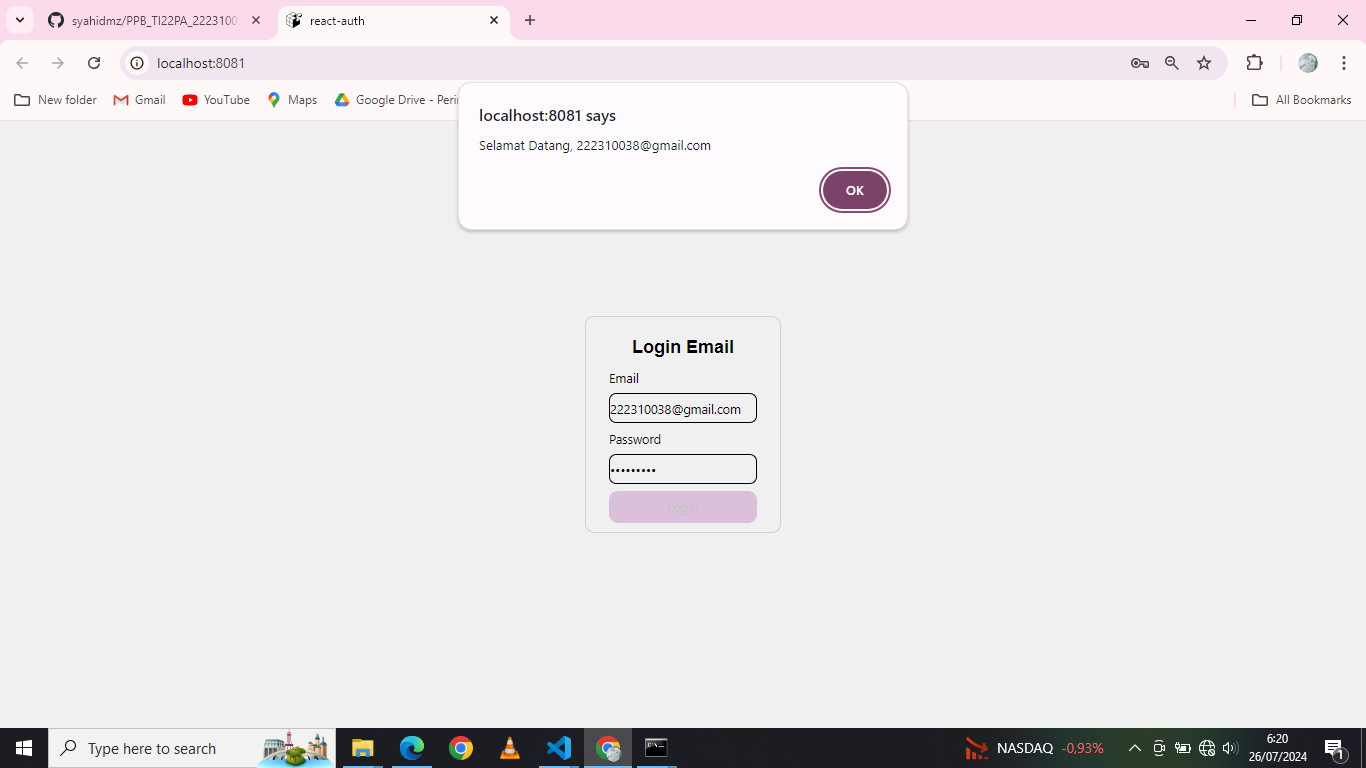 syahidmz/PPB_TI22PA_2223100
react-auth
localhost:8081
New folder
Gmail
YouTube
Maps
Google Drive - Peri
All Bookmarks
localhost:8081 says
Selamat Datang, 222310038@gmail.com
OK
Login Email
Email
222310038@gmail.com
Password
•••••••••
Login
Type here to search
NASDAQ -0,93%
6:20
26/07/2024
1